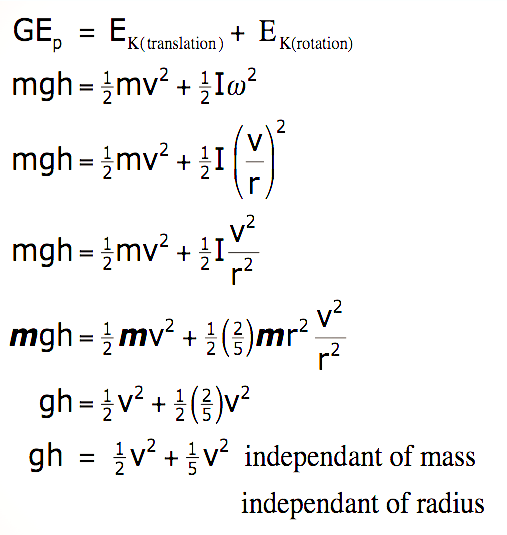 GEₚ = E_K(translation) + E_K(rotation)
mgh = ½mv² + ½Iω²
mgh = ½mv² + ½I(v/r)²
mgh = ½mv² + ½I v²/r²
mgh = ½mv² + ½(⅖)mr² v²/r²
gh = ½v² + ½(⅖)v²
gh = ½v² + ⅕v² independant of mass
independant of radius